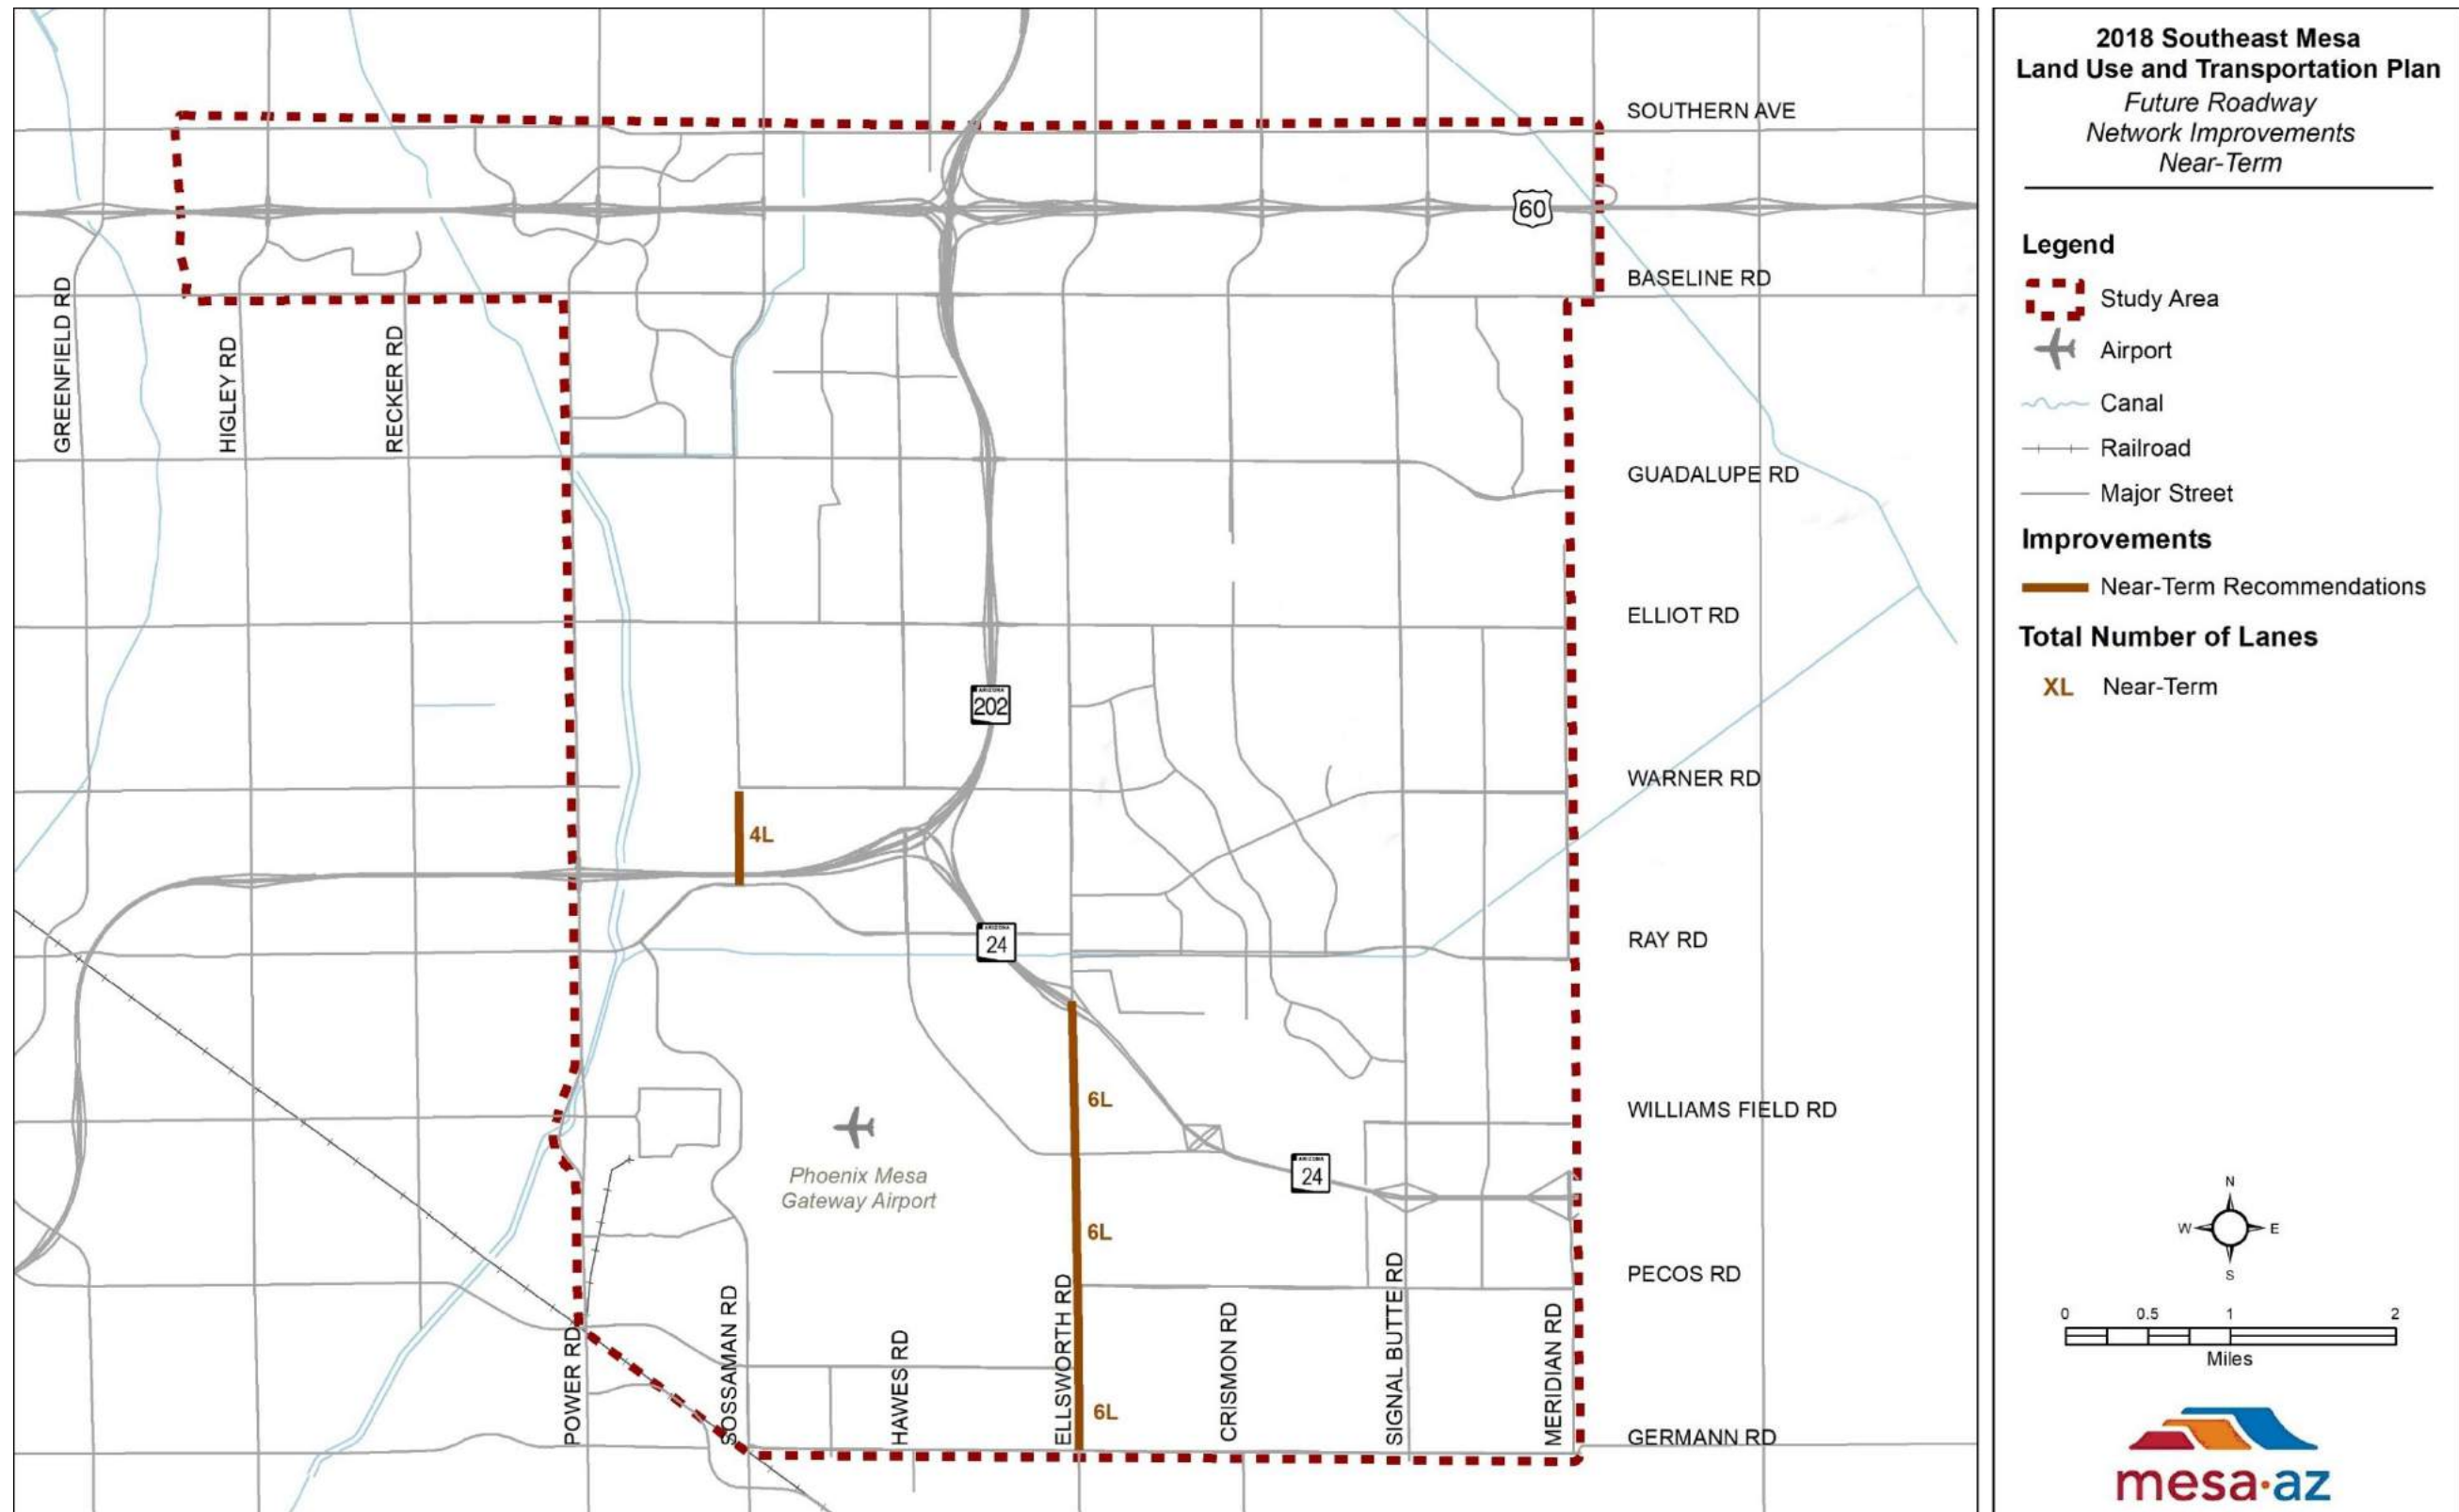 2018 Southeast Mesa
Land Use and Transportation Plan
Future Roadway
Network Improvements
Near-Term
Legend
Study Area
Airport
Canal
Railroad
Major Street
Improvements
Near-Term Recommendations
Total Number of Lanes
XL Near-Term
SOUTHERN AVE
60
BASELINE RD
GREENFIELD RD
HIGLEY RD
RECKER RD
GUADALUPE RD
ELLIOT RD
ARIZONA
202
WARNER RD
4L
RAY RD
ARIZONA
24
6L
WILLIAMS FIELD RD
Phoenix Mesa
Gateway Airport
ARIZONA
24
6L
PECOS RD
POWER RD
SOSSAMAN RD
HAWES RD
ELLSWORTH RD
6L
CRISMON RD
SIGNAL BUTTE RD
MERIDIAN RD
GERMANN RD
N
W E
S
0 0.5 1 2
Miles
mesa·az